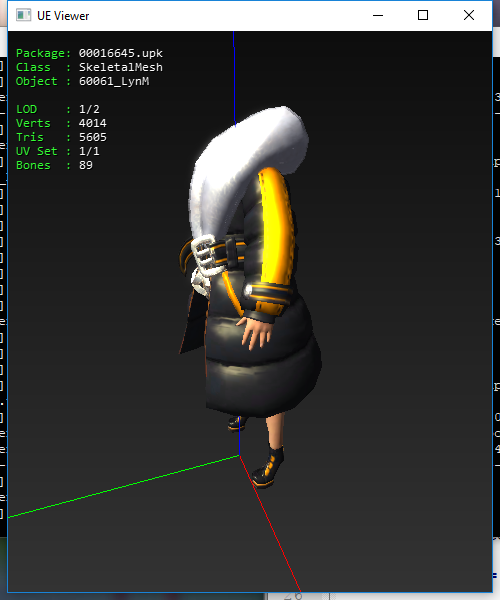 UE Viewer
Package: 00016645.upk
Class  : SkeletalMesh
Object : 60061_LynM
LOD    : 1/2
Verts  : 4014
Tris   : 5605
UV Set : 1/1
Bones  : 89